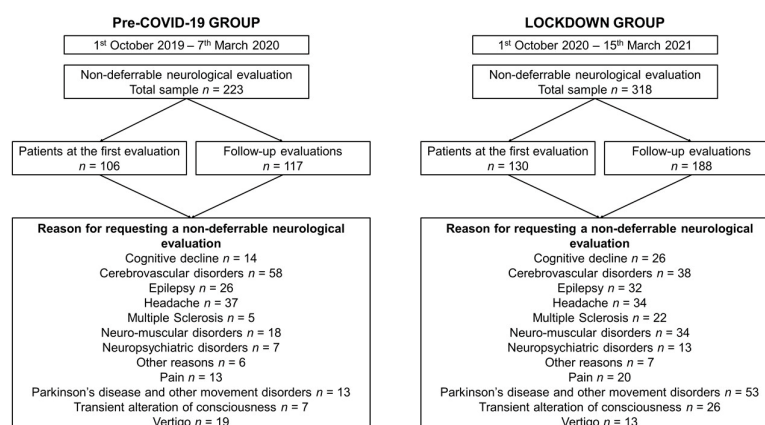 Pre-COVID-19 GROUP
1st October 2019 – 7th March 2020
Non-deferrable neurological evaluation
Total sample n = 223
Patients at the first evaluation
n = 106
Follow-up evaluations
n = 117
Reason for requesting a non-deferrable neurological
evaluation
Cognitive decline n = 14
Cerebrovascular disorders n = 58
Epilepsy n = 26
Headache n = 37
Multiple Sclerosis n = 5
Neuro-muscular disorders n = 18
Neuropsychiatric disorders n = 7
Other reasons n = 6
Pain n = 13
Parkinson's disease and other movement disorders n = 13
Transient alteration of consciousness n = 7
Vertigo n = 19
LOCKDOWN GROUP
1st October 2020 – 15th March 2021
Non-deferrable neurological evaluation
Total sample n = 318
Patients at the first evaluation
n = 130
Follow-up evaluations
n = 188
Reason for requesting a non-deferrable neurological
evaluation
Cognitive decline n = 26
Cerebrovascular disorders n = 38
Epilepsy n = 32
Headache n = 34
Multiple Sclerosis n = 22
Neuro-muscular disorders n = 34
Neuropsychiatric disorders n = 13
Other reasons n = 7
Pain n = 20
Parkinson's disease and other movement disorders n = 53
Transient alteration of consciousness n = 26
Vertigo n = 13